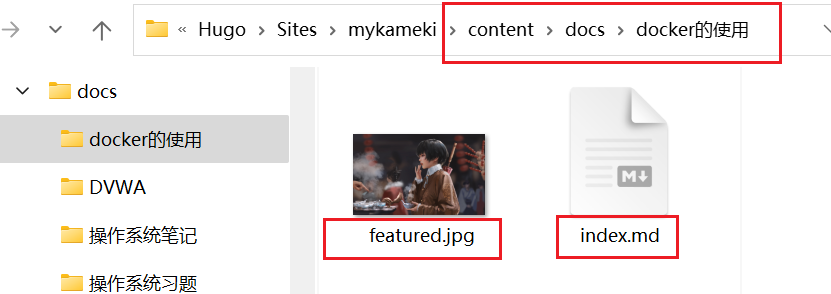 « Hugo > Sites > mykameki > content > docs > docker的使用
docs
docker的使用
DVWA
操作系统笔记
操作系统习题
M
featured.jpg
index.md